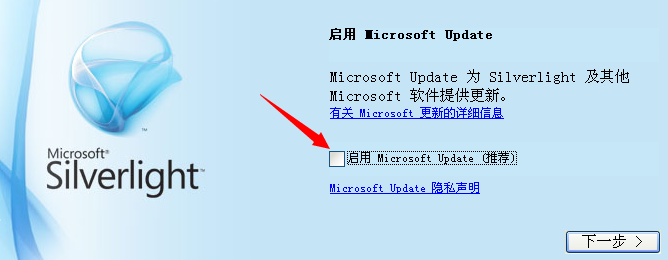 启用 Microsoft Update
Microsoft Update 为 Silverlight 及其他
Microsoft 软件提供更新。
有关 Microsoft 更新的详细信息
启用 Microsoft Update (推荐)
Microsoft Update 隐私声明
Microsoft®
Silverlight™
下一步 >